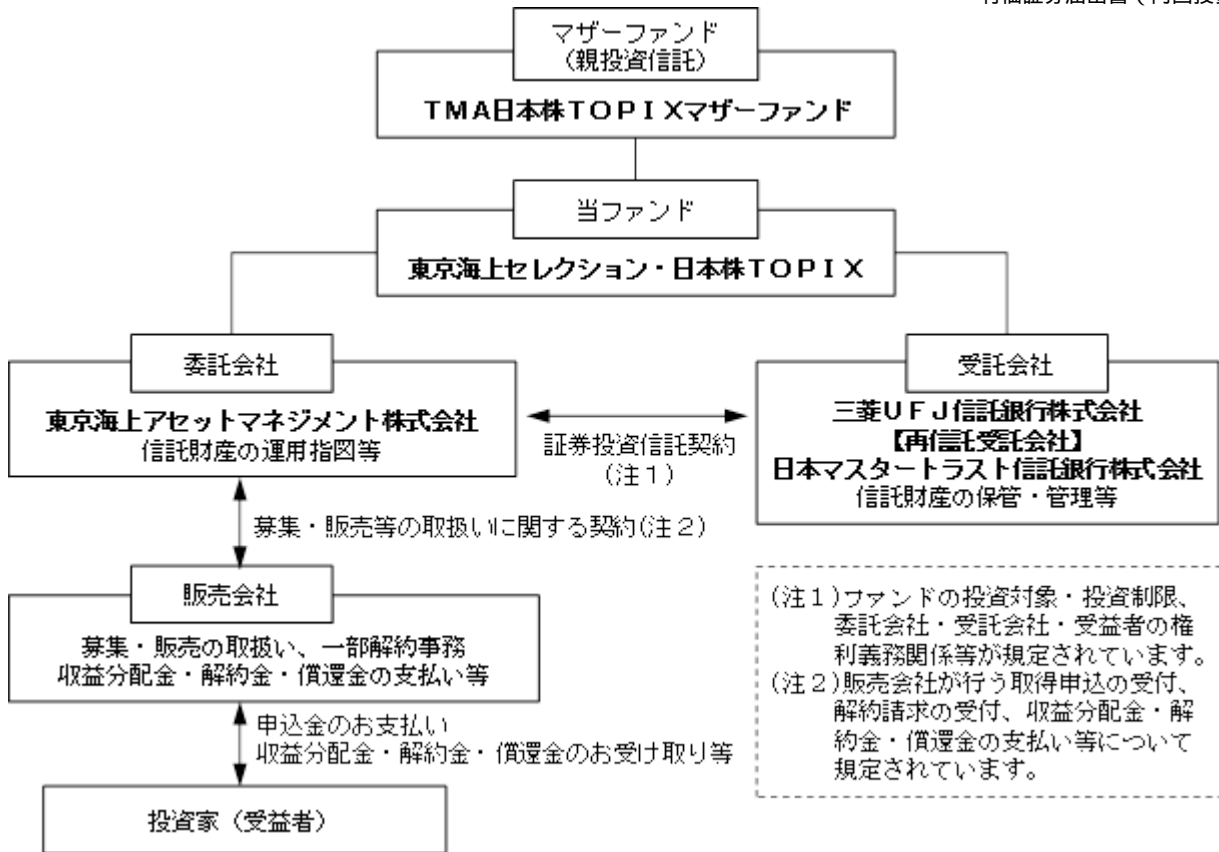 マザーファンド
(親投資信託)
TMA日本株TOPIXマザーファンド
当ファンド
東京海上セレクション・日本株TOPIX
委託会社
東京海上アセットマネジメント株式会社
信託財産の運用指図等
証券投資信託契約
(注1)
受託会社
三菱UFJ信託銀行株式会社
【再信託受託会社】
日本マスタートラスト信託銀行株式会社
信託財産の保管・管理等
募集・販売等の取扱いに関する契約(注2)
販売会社
募集・販売の取扱い、一部解約事務
収益分配金・解約金・償還金の支払い等
申込金のお支払い
収益分配金・解約金・償還金のお受け取り等
投資家(受益者)
(注1)ファンドの投資対象・投資制限、
委託会社・受託会社・受益者の権
利義務関係等が規定されています。
(注2)販売会社が行う取得申込の受付、
解約請求の受付、収益分配金・解
約金・償還金の支払い等について
規定されています。